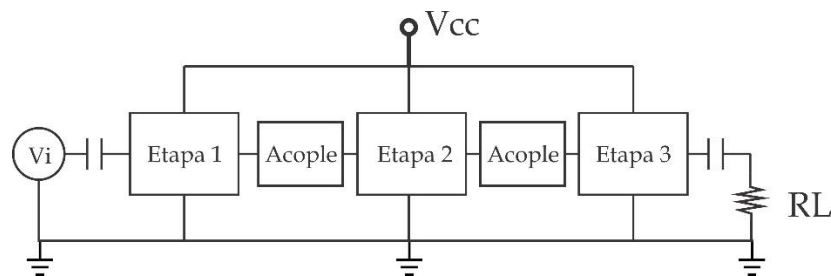 Vcc
Vi
Etapa 1
Acople
Etapa 2
Acople
Etapa 3
RL